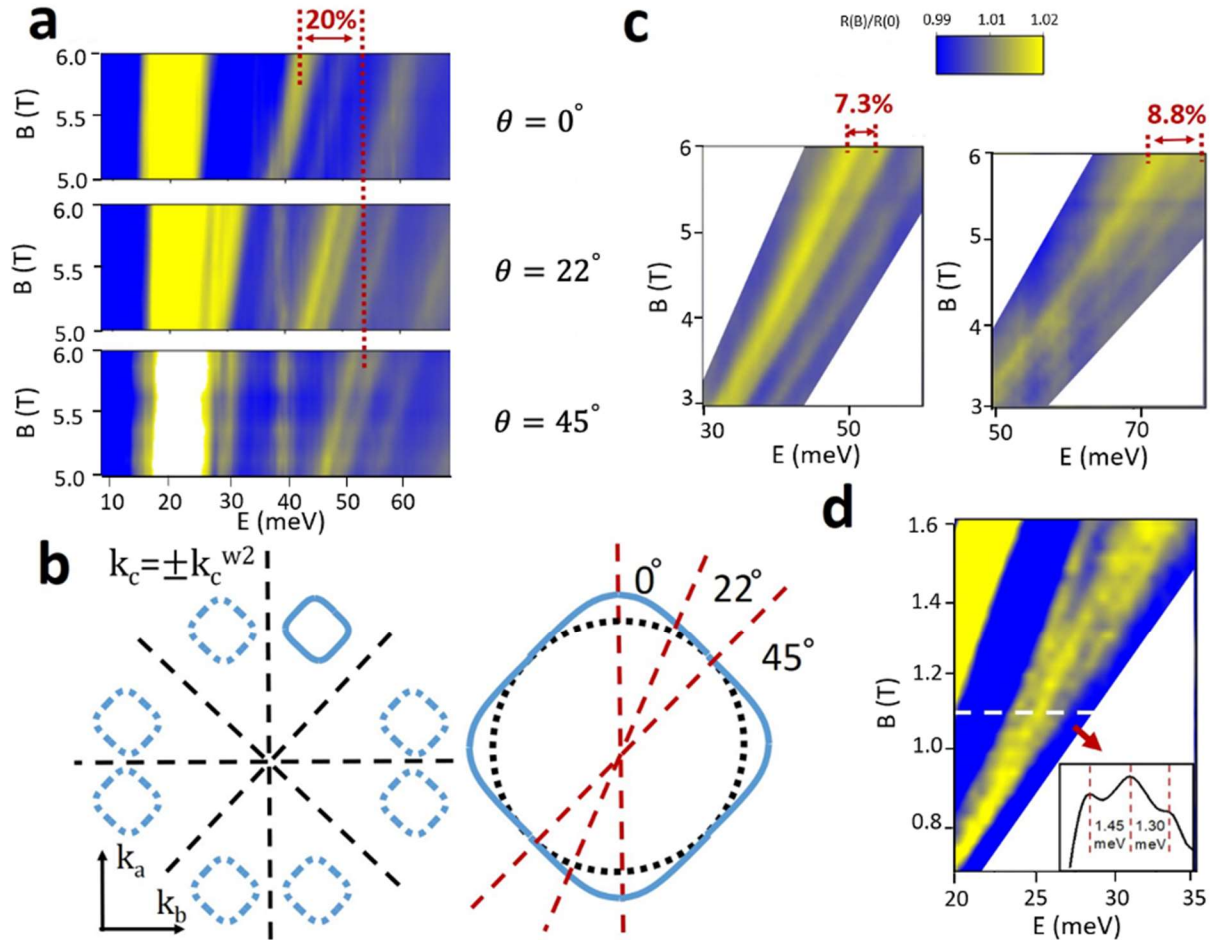 a
20%
6.0
5.5
5.0
B (T)
θ = 0°
6.0
5.5
5.0
B (T)
θ = 22°
6.0
5.5
5.0
B (T)
θ = 45°
10 20 30 40 50 60
E (meV)
b
k_c=±k_c^w2
k_a
k_b
0°
22°
45°
c
R(B)/R(0) 0.99 1.01 1.02
7.3%
6
5
4
3
B (T)
30 50
E (meV)
8.8%
6
5
4
3
B (T)
50 70
E (meV)
d
1.6
1.4
1.2
1.0
0.8
B (T)
1.45 1.30
meV meV
20 25 30 35
E (meV)